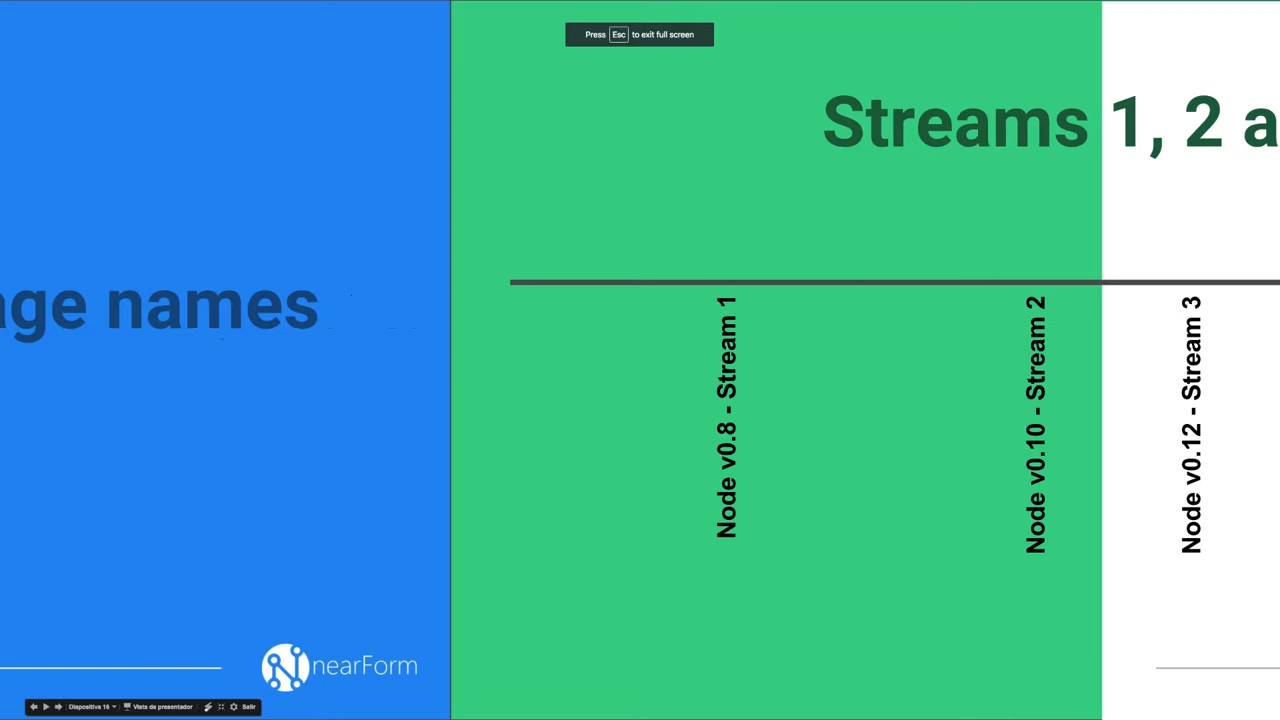 Press Esc to exit full screen
Streams 1, 2 a
age names
Node v0.8 - Stream 1
Node v0.10 - Stream 2
Node v0.12 - Stream 3
nearForm
Diapositiva 16
Vista de presentador
Salir